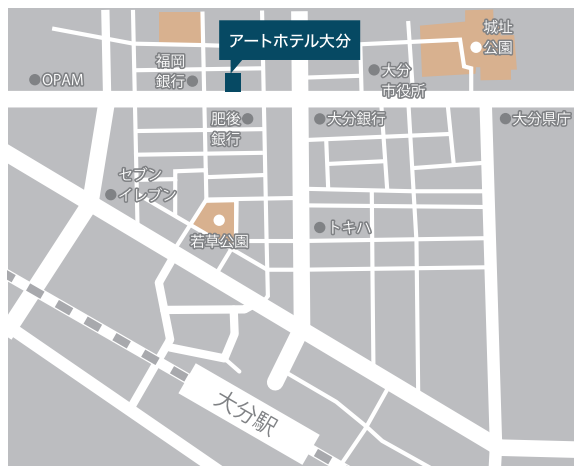 アートホテル大分
城址
公園
福岡
銀行
OPAM
大分
市役所
肥後
銀行
大分銀行
大分県庁
セブン
イレブン
若草公園
トキハ
大分駅